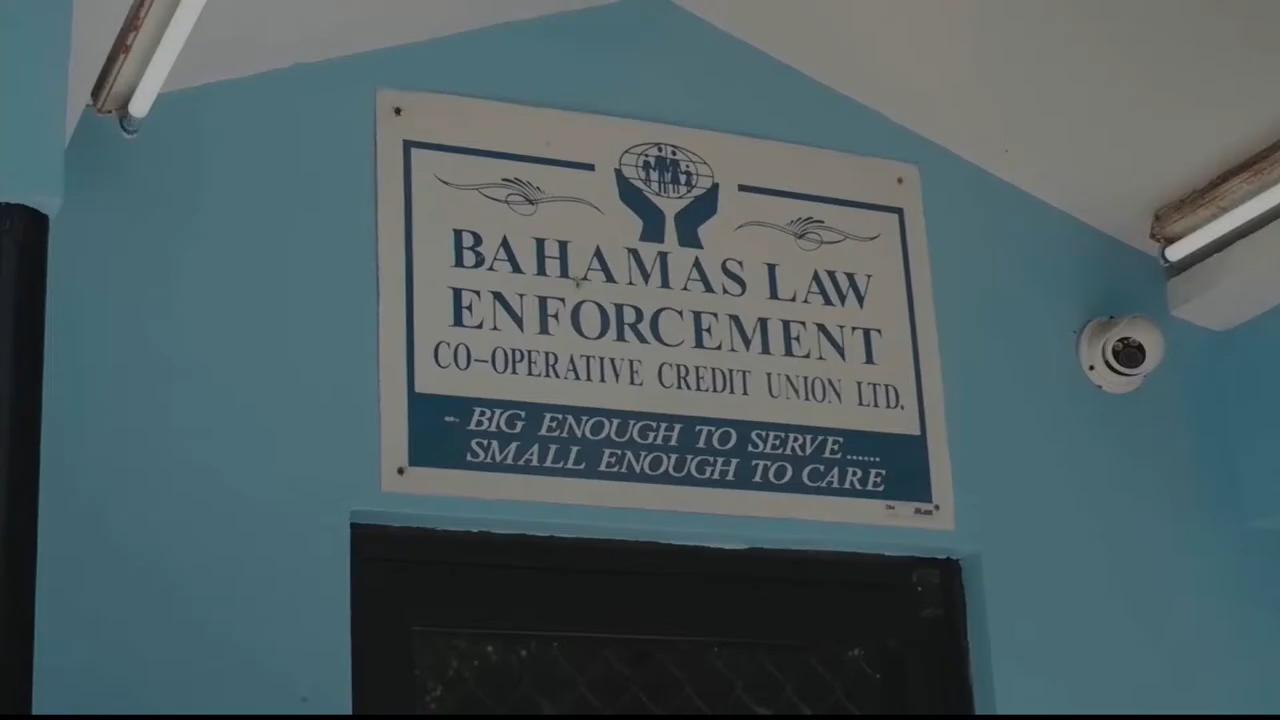 BAHAMAS LAW
ENFORCEMENT
CO-OPERATIVE CREDIT UNION LTD.
BIG ENOUGH TO SERVE......
SMALL ENOUGH TO CARE